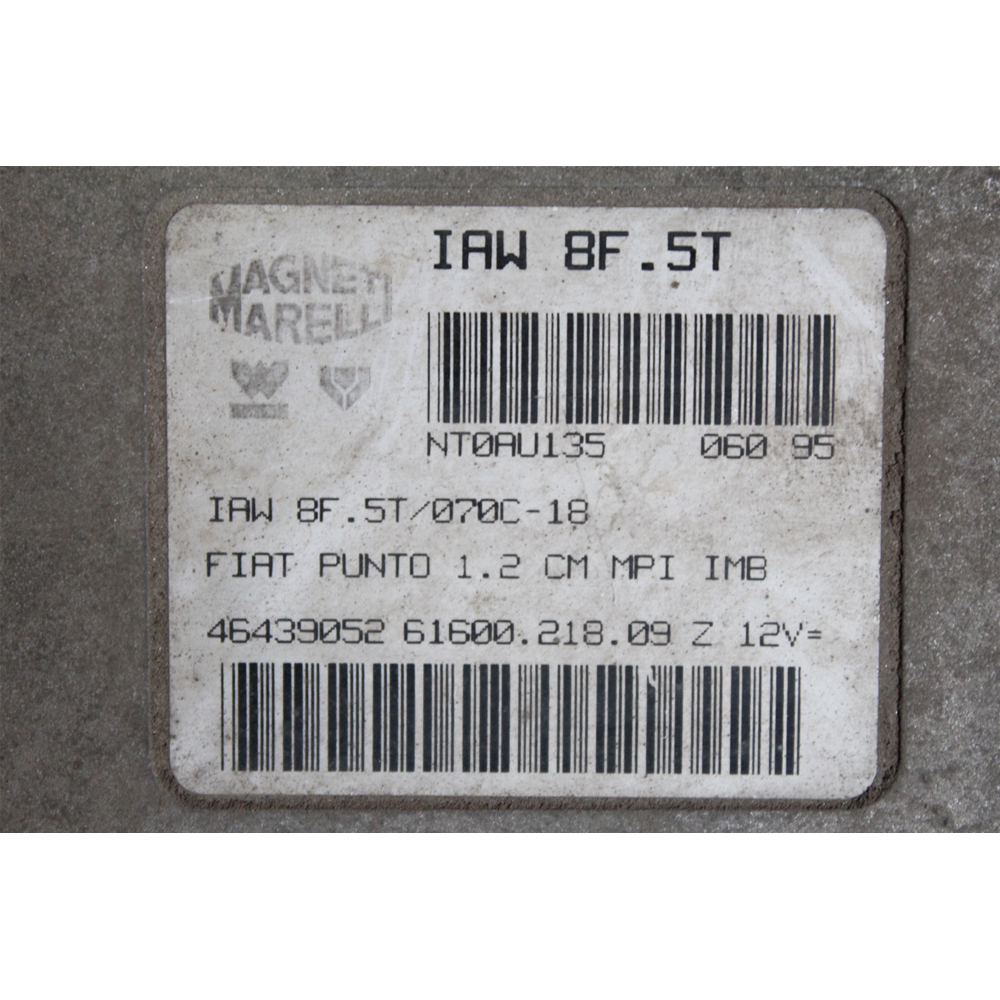 IAW 8F.5T
MAGNETI
MARELLI
NT0AU135 060 95
IAW 8F.5T/070C-18
FIAT PUNTO 1.2 CM MPI IMB
46439052 61600.218.09 Z 12V=